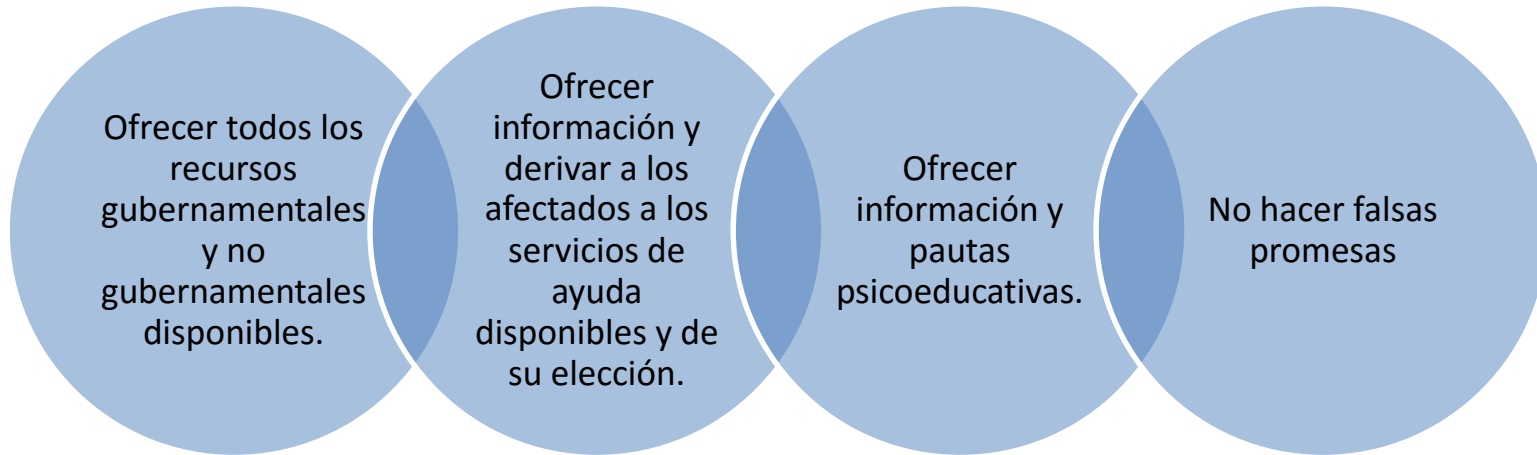 Ofrecer todos los
recursos
gubernamentales
y no
gubernamentales
disponibles.
Ofrecer
información y
derivar a los
afectados a los
servicios de
ayuda
disponibles y de
su elección.
Ofrecer
información y
pautas
psicoeducativas.
No hacer falsas
promesas